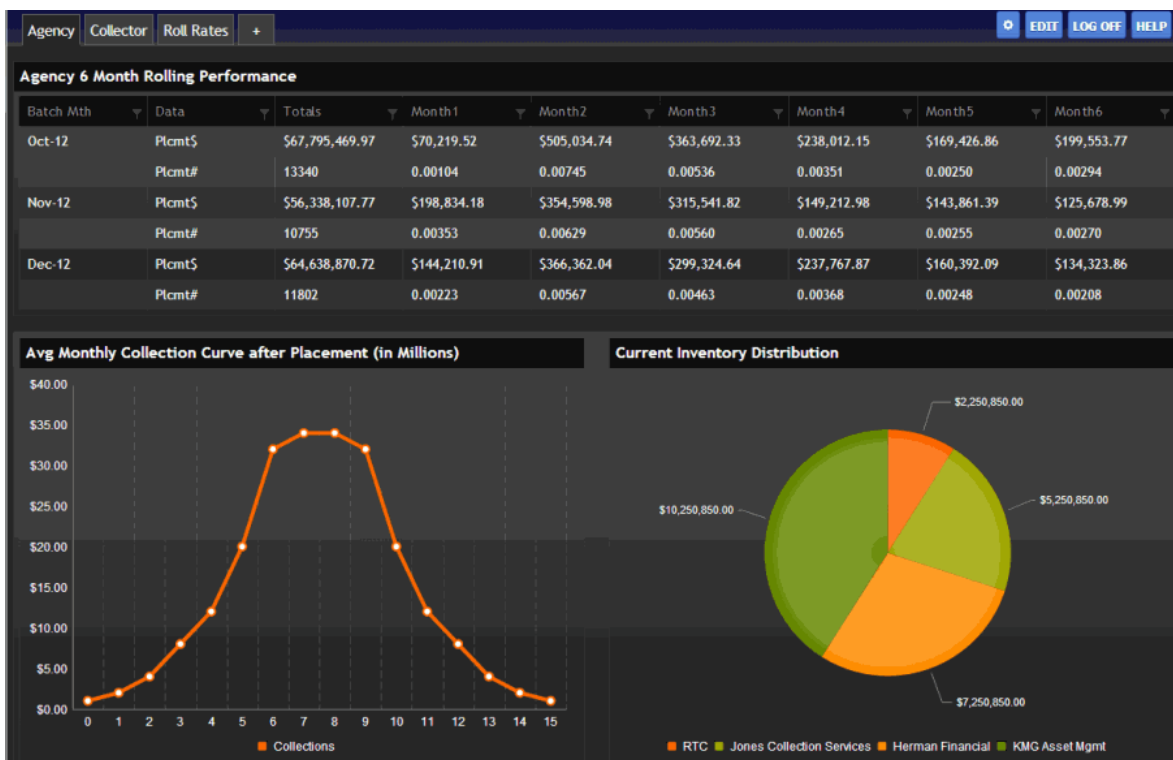 Agency Collector Roll Rates + EDIT LOG OFF HELP
Agency 6 Month Rolling Performance
Batch Mth Data Totals Month1 Month2 Month3 Month4 Month5 Month6
Oct-12 Plcmt$ $67,795,469.97 $70,219.52 $505,034.74 $363,692.33 $238,012.15 $169,426.86 $199,553.77
Plcmt# 13340 0.00104 0.00745 0.00536 0.00351 0.00250 0.00294
Nov-12 Plcmt$ $56,338,107.77 $198,834.18 $354,598.98 $315,541.82 $149,212.98 $143,861.39 $125,678.99
Plcmt# 10755 0.00353 0.00629 0.00560 0.00265 0.00255 0.00270
Dec-12 Plcmt$ $64,638,870.72 $144,210.91 $366,362.04 $299,324.64 $237,767.87 $160,392.09 $134,323.86
Plcmt# 11802 0.00223 0.00567 0.00463 0.00368 0.00248 0.00208
Avg Monthly Collection Curve after Placement (in Millions)
$40.00
$35.00
$30.00
$25.00
$20.00
$15.00
$10.00
$5.00
$0.00
0 1 2 3 4 5 6 7 8 9 10 11 12 13 14 15
Collections
Current Inventory Distribution
$2,250,850.00
$5,250,850.00
$10,250,850.00
$7,250,850.00
RTC Jones Collection Services Herman Financial KMG Asset Mgmt